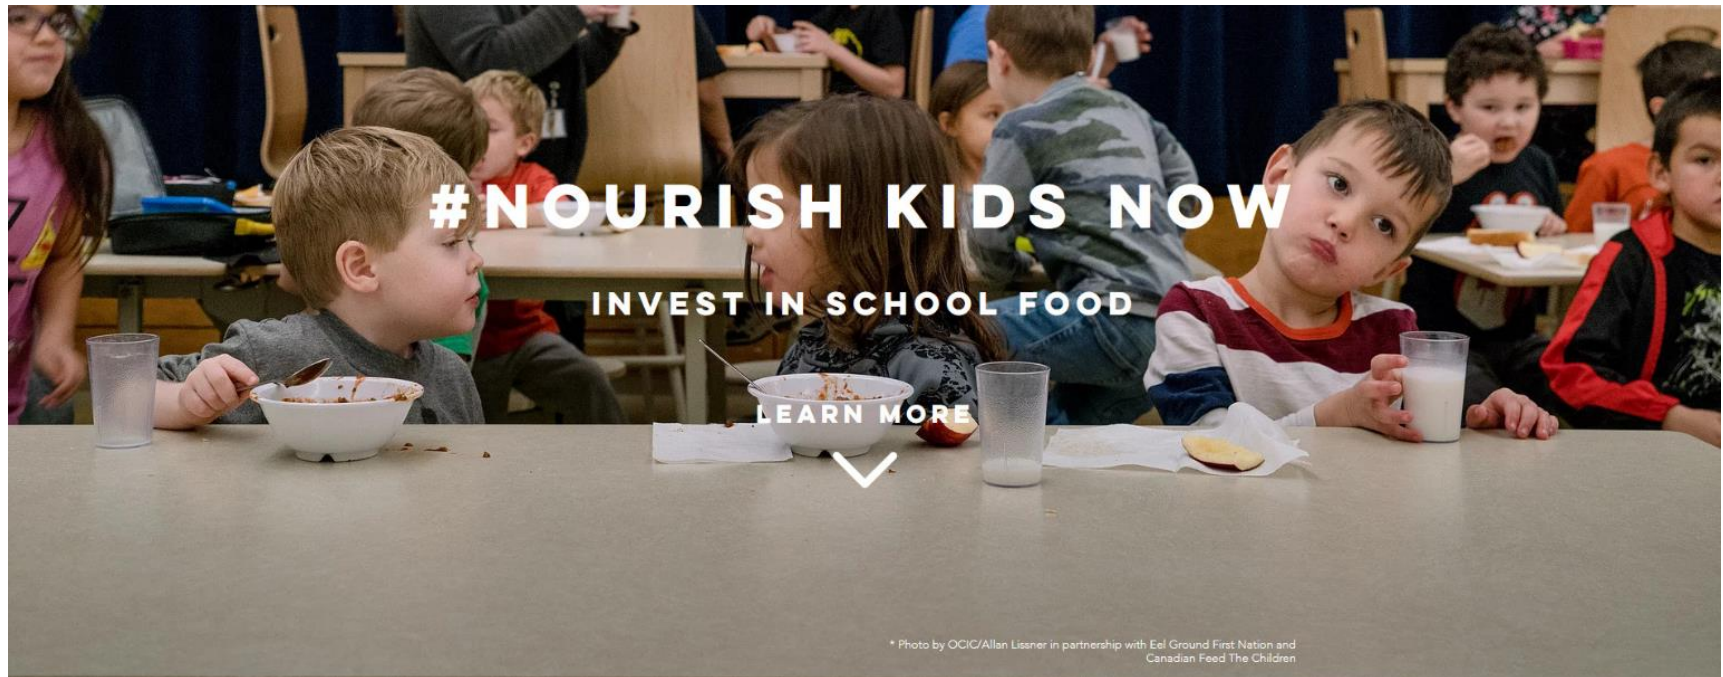 #NOURISH KIDS NOW
INVEST IN SCHOOL FOOD
LEARN MORE
* Photo by OCIC/Allan Lissner in partnership with Eel Ground First Nation and
Canadian Feed The Children